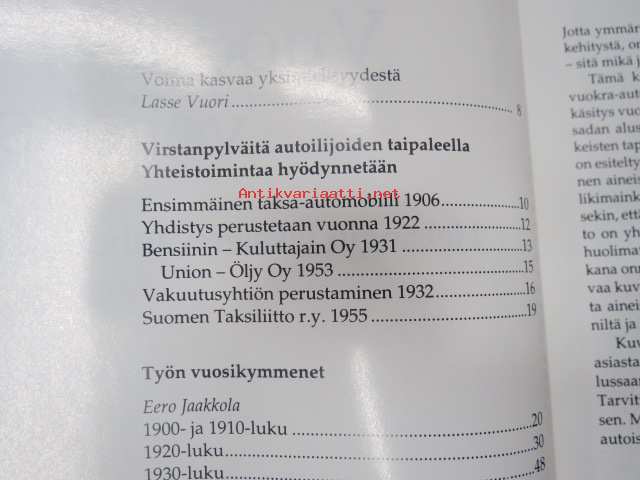 Voima kasvaa yksimielisyydestä
Lasse Vuori 8
Virstanpylväitä autoilijoiden taipaleella
Yhteistoimintaa hyödynnetään
Antikvariaatti.net
Ensimmäinen taksa-automobiili 1906 10
Yhdistys perustetaan vuonna 1922 12
Bensiinin – Kuluttajain Oy 1931 13
Union – Öljy Oy 1953 15
Vakuutusyhtiön perustaminen 1932 16
Suomen Taksiliitto r.y. 1955 19
Työn vuosikymmenet
Eero Jaakkola
1900- ja 1910-luku 20
1920-luku 30
1930-luku 48
Jotta ymmär
kehitystä, on
– sitä mikä j
Tämä k
vuokra-auto
käsitys vuos
sadan alus
keisten tap
on esitelty
nen aineis
likimaink
sekin, että
to on yh
huolimat
kana onn
vaa kuv
ta ainei
niltä ja
Kuv
asiasta
lussaan
Tarvit
sen. M
autois